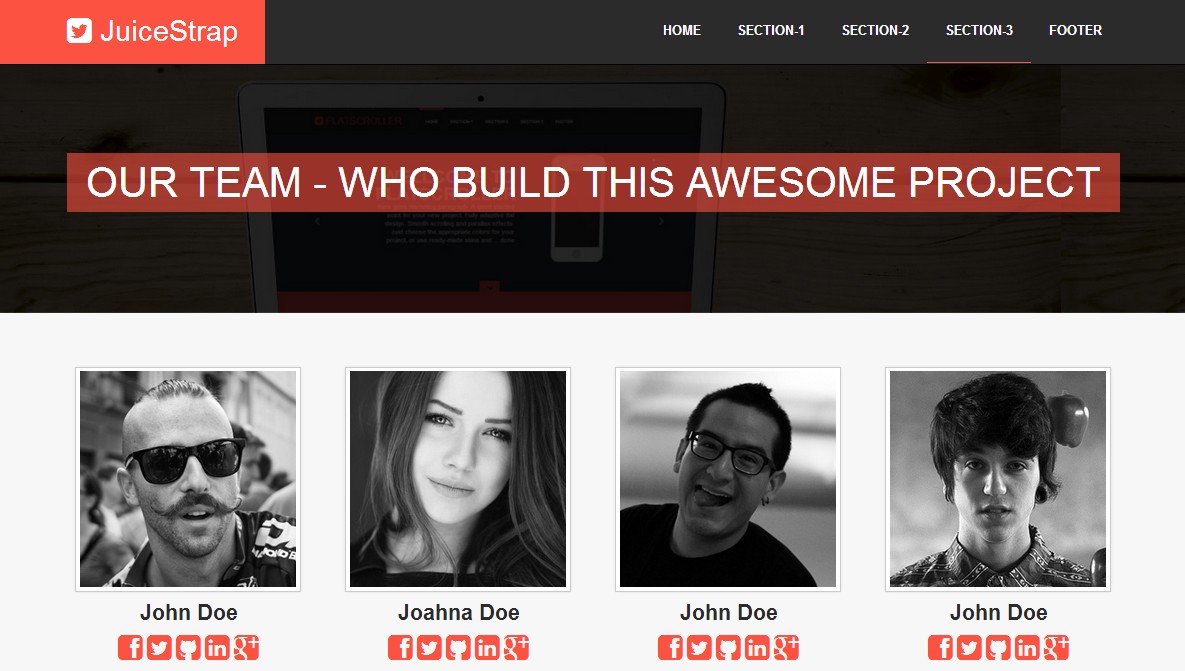 JuiceStrap
HOME SECTION-1 SECTION-2 SECTION-3 FOOTER
OUR TEAM - WHO BUILD THIS AWESOME PROJECT
John Doe Joahna Doe John Doe John Doe